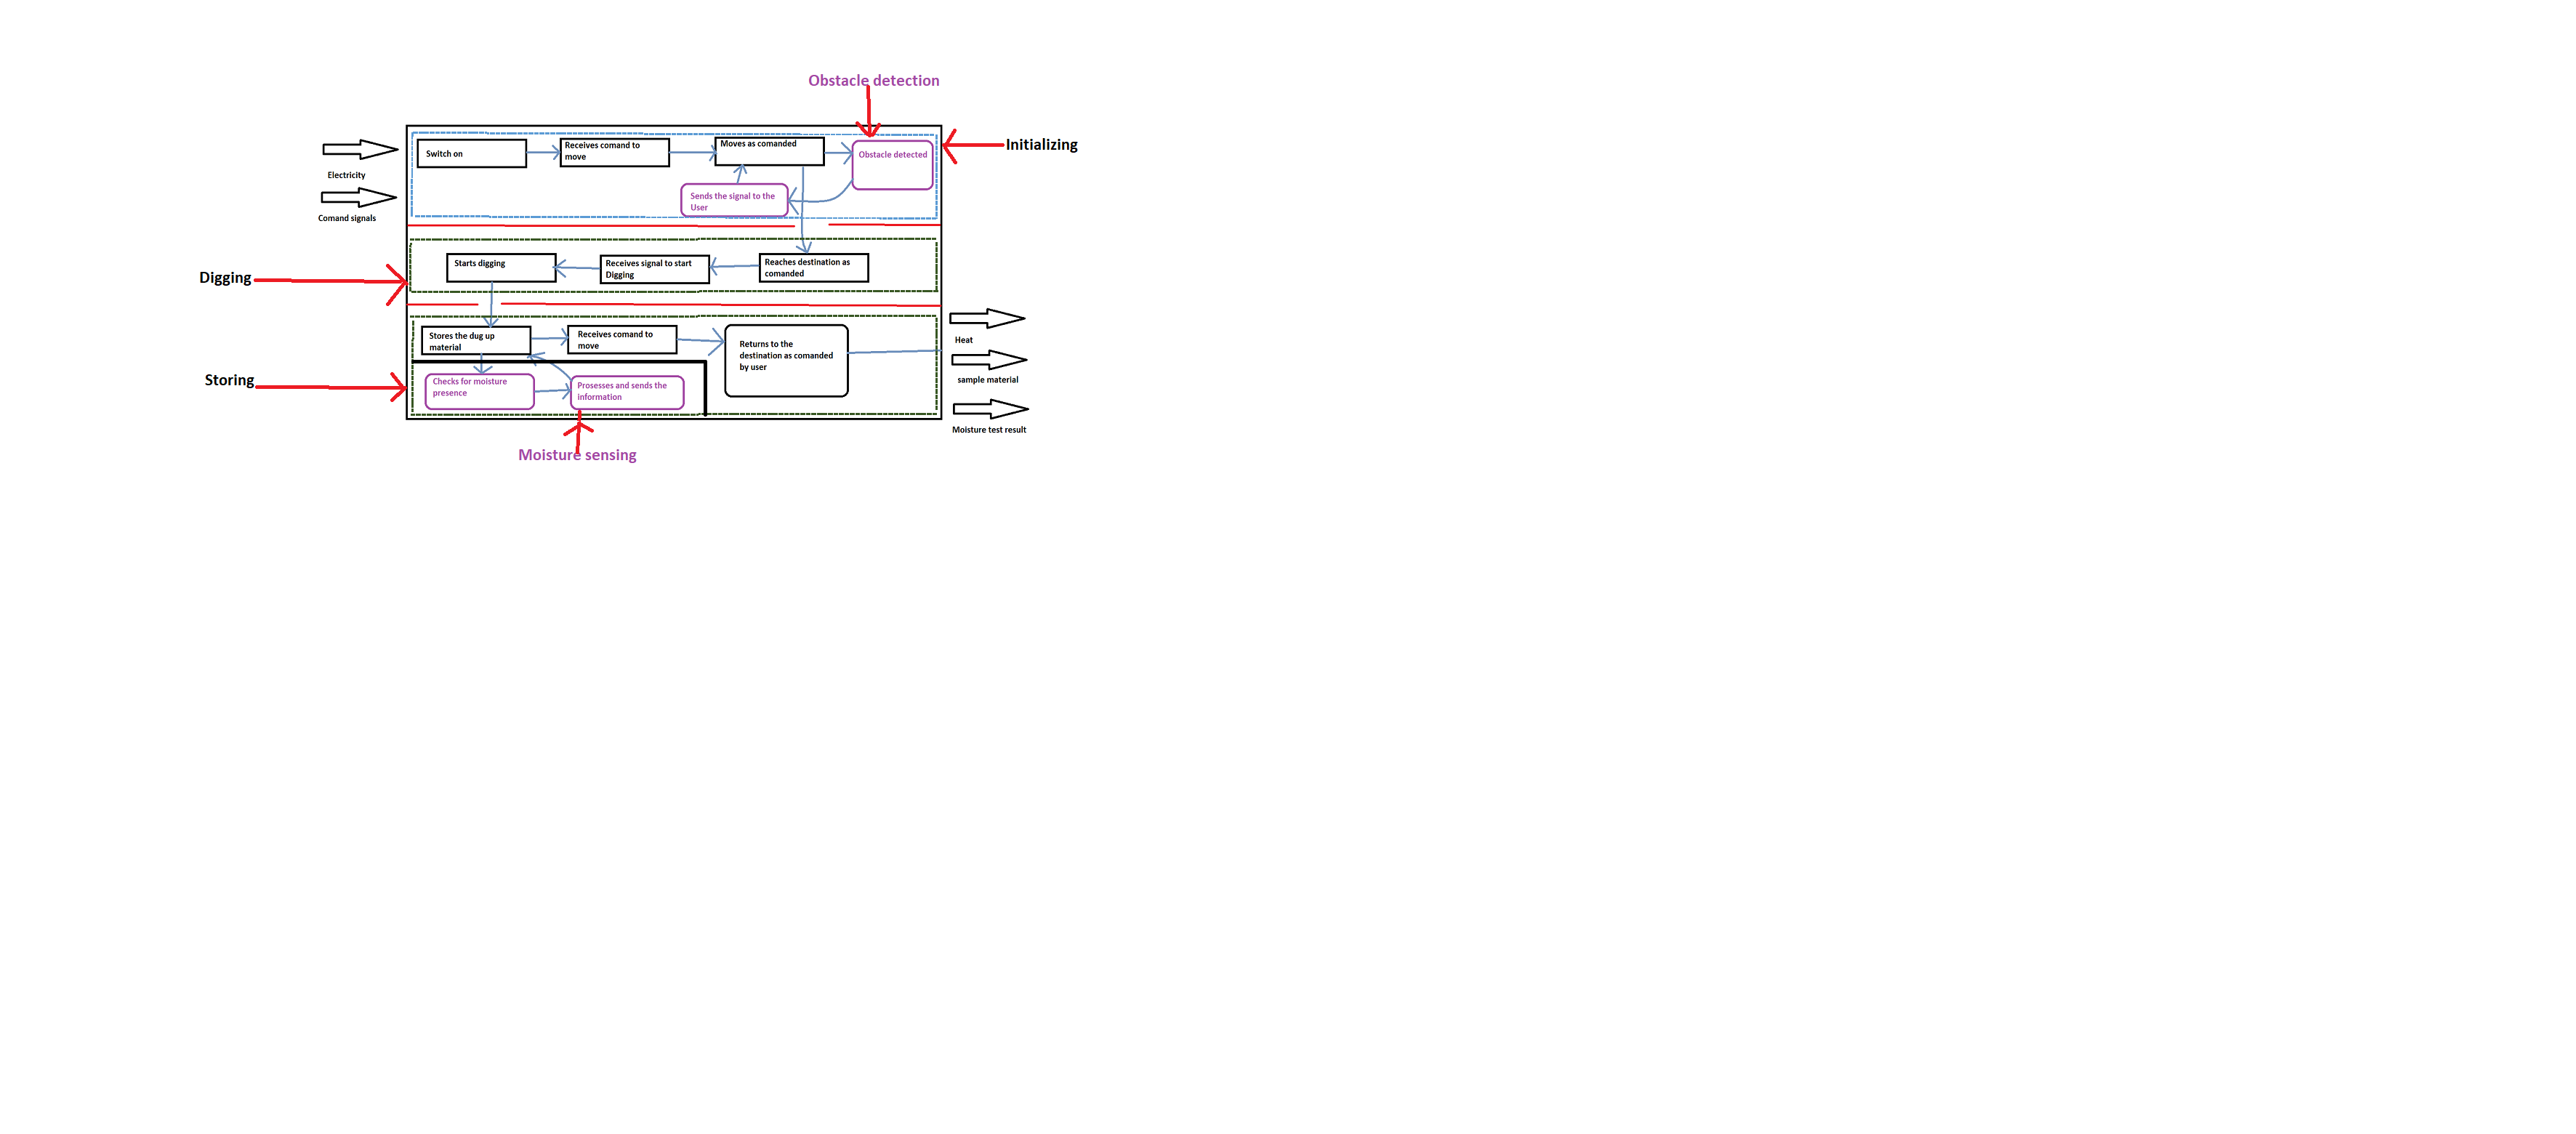 Obstacle detection
Initializing
Switch on
Receives comand to
move
Moves as comanded
Obstacle detected
Electricity
Sends the signal to the
User
Comand signals
Digging
Starts digging
Receives signal to start
Digging
Reaches destination as
comanded
Stores the dug up
material
Receives comand to
move
Returns to the
destination as comanded
by user
Heat
sample material
Storing
Checks for moisture
presence
Prosesses and sends the
information
Moisture test result
Moisture sensing